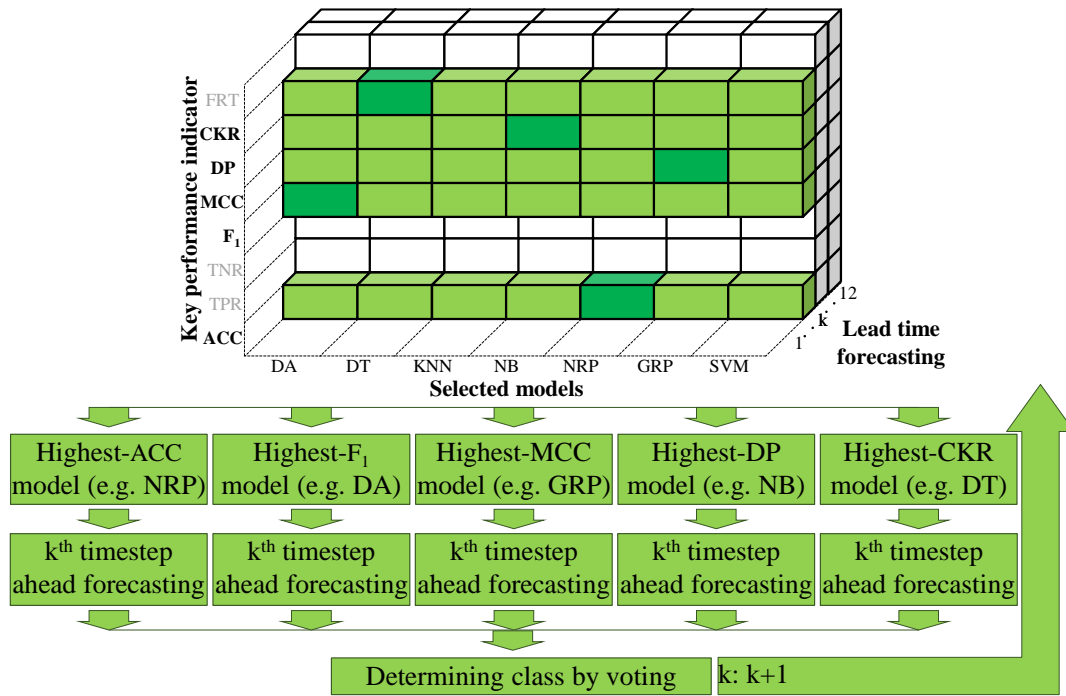 Key performance indicator
FRT
CKR
DP
MCC
F₁
TNR
TPR
ACC
DA DT KNN NB NRP GRP SVM
Selected models
1 . . k . . 12
Lead time
forecasting
Highest-ACC
model (e.g. NRP)
Highest-F₁
model (e.g. DA)
Highest-MCC
model (e.g. GRP)
Highest-DP
model (e.g. NB)
Highest-CKR
model (e.g. DT)
kᵗʰ timestep
ahead forecasting
kᵗʰ timestep
ahead forecasting
kᵗʰ timestep
ahead forecasting
kᵗʰ timestep
ahead forecasting
kᵗʰ timestep
ahead forecasting
Determining class by voting
k: k+1